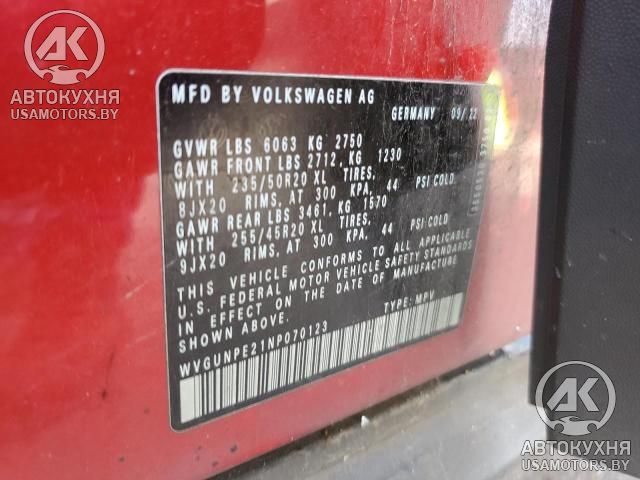 АК
АВТОКУХНЯ
USAMOTORS.BY
MFD BY VOLKSWAGEN AG
GERMANY 09/22
GVWR LBS 6063 KG 2750
GAWR FRONT LBS 2712, KG 1230
WITH 235/50R20 XL TIRES,
8JX20 RIMS, AT 300 KPA, 44 PSI COLD
GAWR REAR LBS 3461, KG 1570
WITH 255/45R20 XL TIRES,
9JX20 RIMS, AT 300 KPA, 44 PSI COLD
THIS VEHICLE CONFORMS TO ALL APPLICABLE
U.S. FEDERAL MOTOR VEHICLE SAFETY STANDARDS
IN EFFECT ON THE DATE OF MANUFACTURE
SHOWN ABOVE.
TYPE: MPV
WVGUNPE21NP070123
АК
АВТОКУХНЯ
USAMOTORS.BY